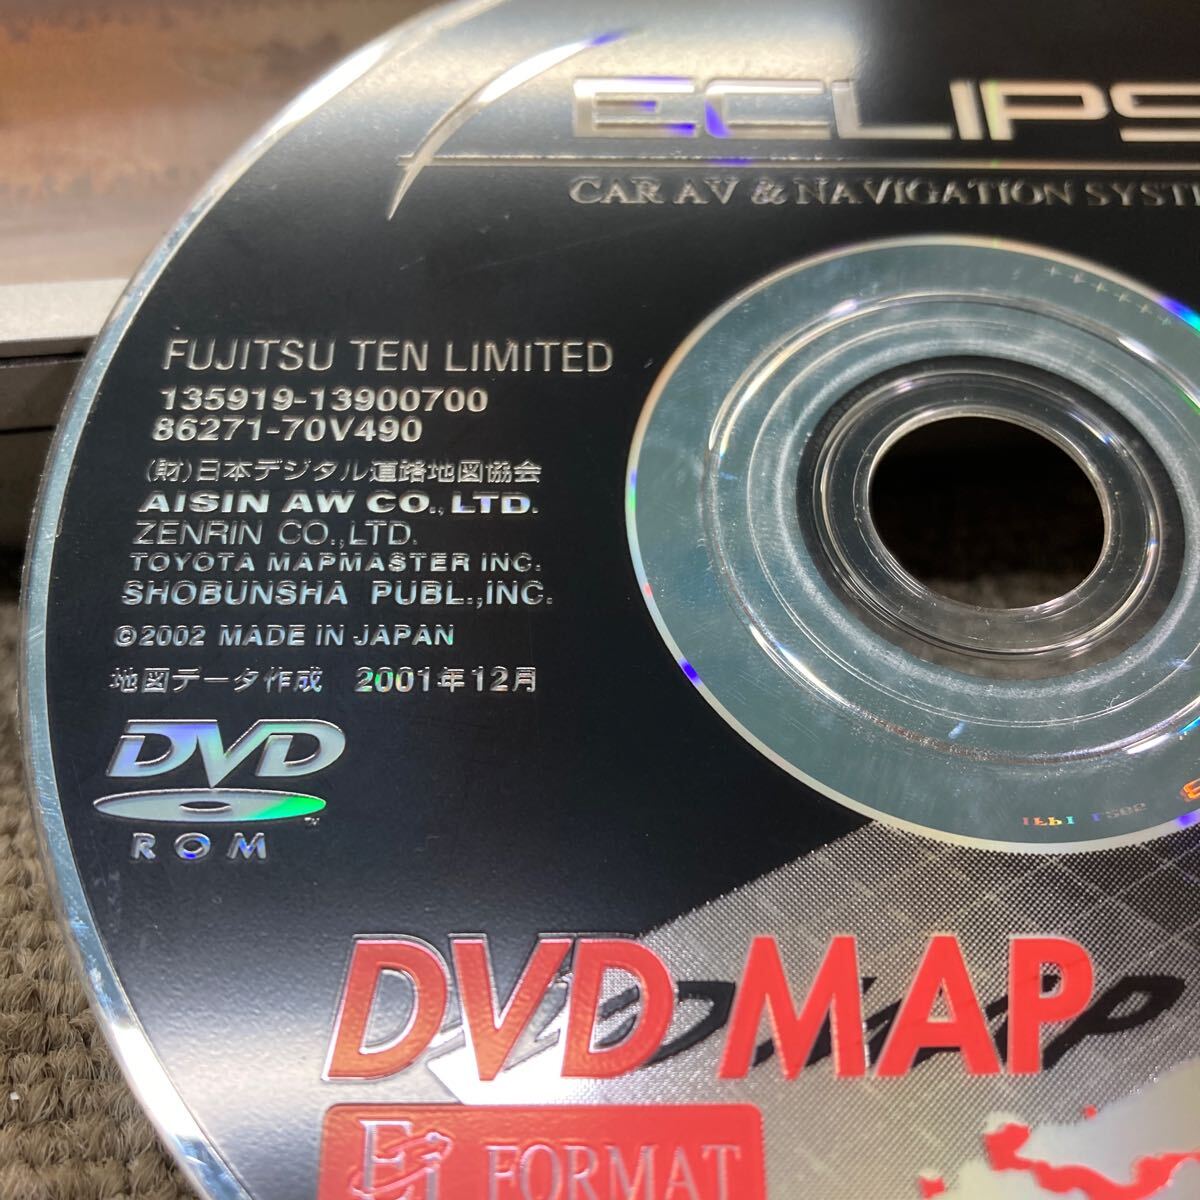 ECLIPS
CAR AV & NAVIGATION SYST
FUJITSU TEN LIMITED
135919-13900700
86271-70V490
(財)日本デジタル道路地図協会
AISIN AW CO.,LTD.
ZENRIN CO.,LTD.
TOYOTA MAPMASTER INC.
SHOBUNSHA PUBL.,INC.
©2002 MADE IN JAPAN
地図データ作成 2001年12月
DVD
ROM
DVD MAP
FORMAT